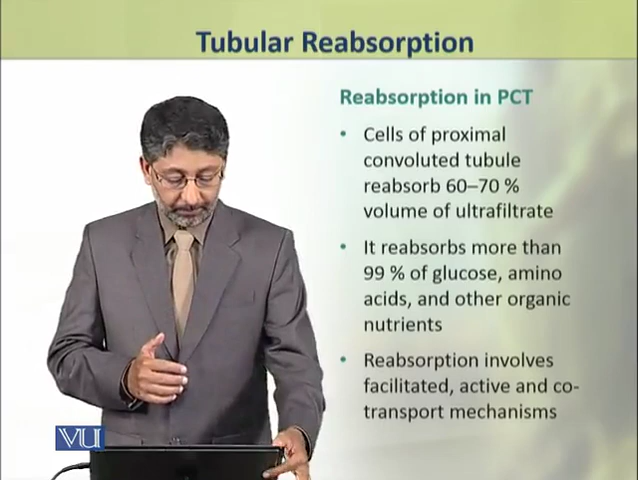 Tubular Reabsorption
Reabsorption in PCT
• Cells of proximal
convoluted tubule
reabsorb 60–70 %
volume of ultrafiltrate
• It reabsorbs more than
99 % of glucose, amino
acids, and other organic
nutrients
• Reabsorption involves
facilitated, active and co-
transport mechanisms
VU